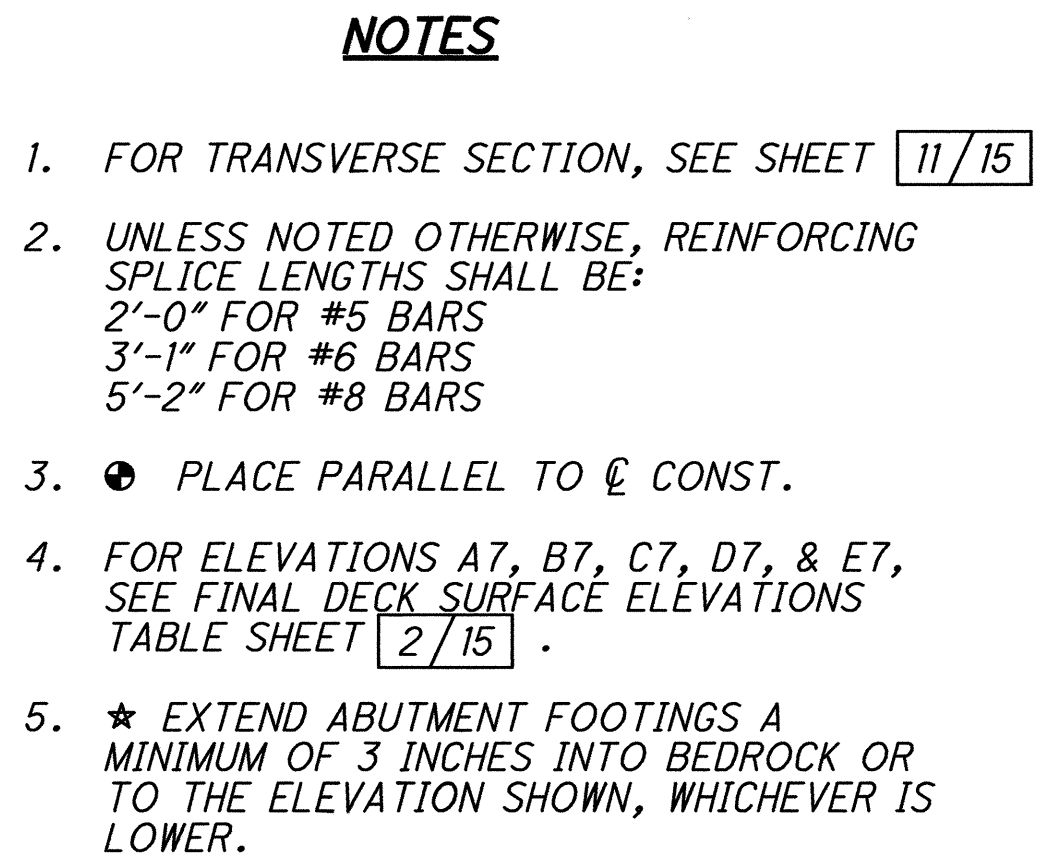 NOTES
1. FOR TRANSVERSE SECTION, SEE SHEET 11/15
2. UNLESS NOTED OTHERWISE, REINFORCING
SPLICE LENGTHS SHALL BE:
2'-0" FOR #5 BARS
3'-1" FOR #6 BARS
5'-2" FOR #8 BARS
3. PLACE PARALLEL TO ℄ CONST.
4. FOR ELEVATIONS A7, B7, C7, D7, & E7,
SEE FINAL DECK SURFACE ELEVATIONS
TABLE SHEET 2/15 .
5. ★ EXTEND ABUTMENT FOOTINGS A
MINIMUM OF 3 INCHES INTO BEDROCK OR
TO THE ELEVATION SHOWN, WHICHEVER IS
LOWER.